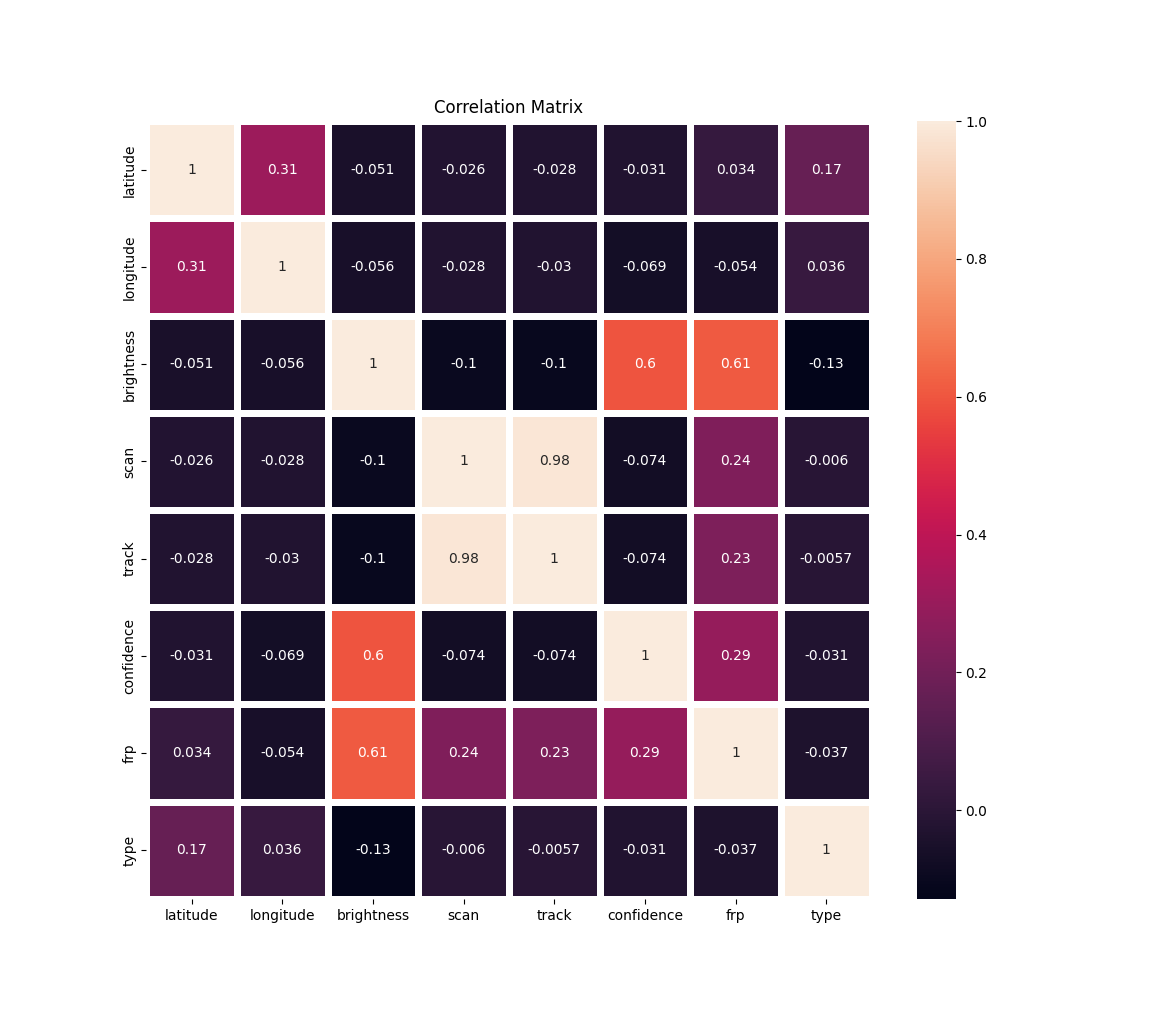 Correlation Matrix
latitude 1 0.31 -0.051 -0.026 -0.028 -0.031 0.034 0.17
longitude 0.31 1 -0.056 -0.028 -0.03 -0.069 -0.054 0.036
brightness -0.051 -0.056 1 -0.1 -0.1 0.6 0.61 -0.13
scan -0.026 -0.028 -0.1 1 0.98 -0.074 0.24 -0.006
track -0.028 -0.03 -0.1 0.98 1 -0.074 0.23 -0.0057
confidence -0.031 -0.069 0.6 -0.074 -0.074 1 0.29 -0.031
frp 0.034 -0.054 0.61 0.24 0.23 0.29 1 -0.037
type 0.17 0.036 -0.13 -0.006 -0.0057 -0.031 -0.037 1
latitude longitude brightness scan track confidence frp type
1.0
0.8
0.6
0.4
0.2
0.0